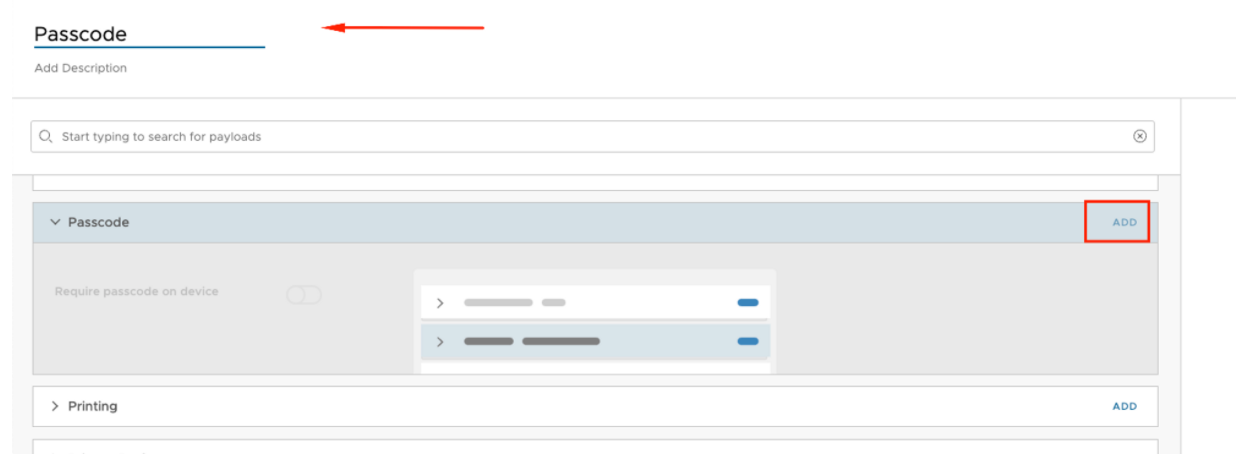 Passcode
Add Description
Start typing to search for payloads
Passcode ADD
Require passcode on device
Printing ADD